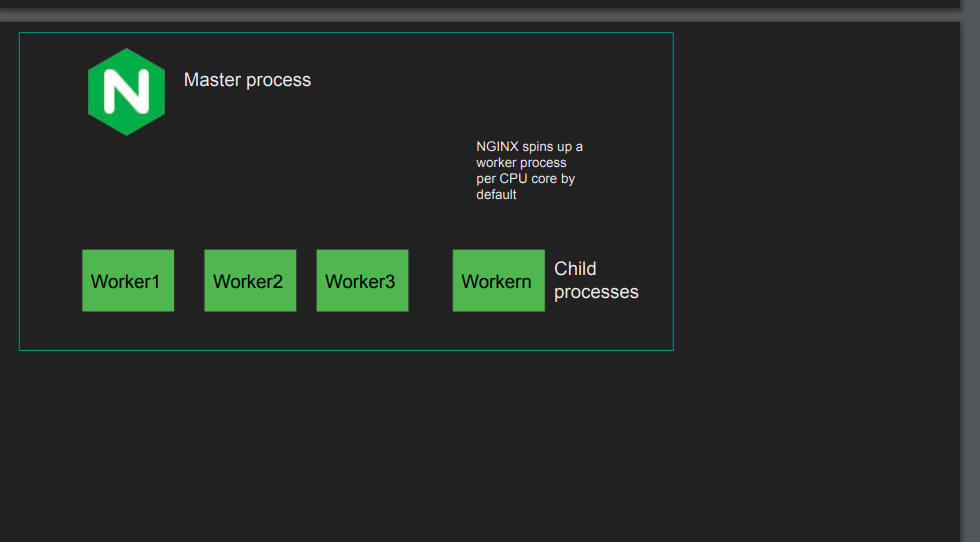 N
Master process
NGINX spins up a
worker process
per CPU core by
default
Worker1
Worker2
Worker3
Workern
Child
processes